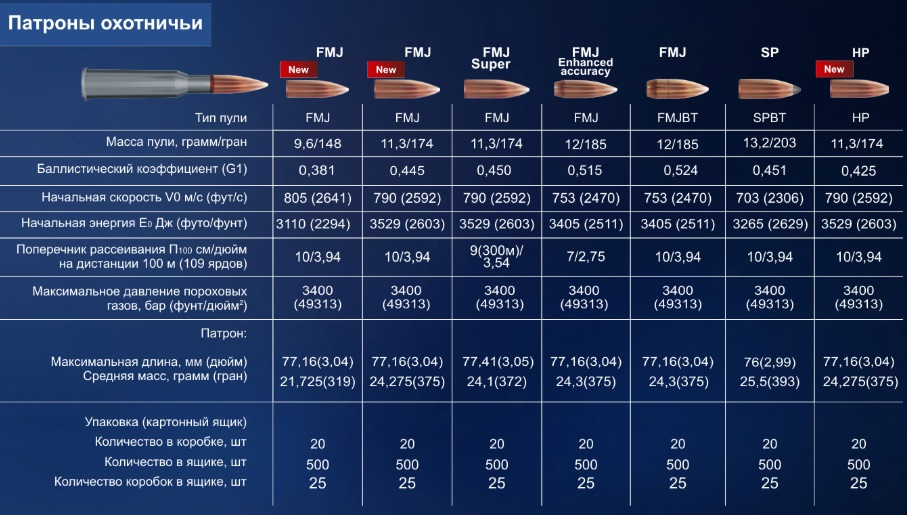 Патроны охотничьи
FMJ FMJ FMJ FMJ FMJ SP HP
Super Enhanced
accuracy
New New New
Тип пули FMJ FMJ FMJ FMJ FMJBT SPBT HP
Масса пули, грамм/гран 9,6/148 11,3/174 11,3/174 12/185 12/185 13,2/203 11,3/174
Баллистический коэффициент (G1) 0,381 0,445 0,450 0,515 0,524 0,451 0,425
Начальная скорость V0 м/с (фут/с) 805 (2641) 790 (2592) 790 (2592) 753 (2470) 753 (2470) 703 (2306) 790 (2592)
Начальная энергия E0 Дж (футо/фунт) 3110 (2294) 3529 (2603) 3529 (2603) 3405 (2511) 3405 (2511) 3265 (2629) 3529 (2603)
Поперечник рассеивания П100 см/дюйм 9(300м)/
на дистанции 100 м (109 ярдов) 10/3,94 10/3,94 3,54 7/2,75 10/3,94 10/3,94 10/3,94
Максимальное давление пороховых 3400 3400 3400 3400 3400 3400 3400
газов, бар (фунт/дюйм²) (49313) (49313) (49313) (49313) (49313) (49313) (49313)
Патрон:
Максимальная длина, мм (дюйм) 77,16(3,04) 77,16(3,04) 77,41(3,05) 77,16(3,04) 77,16(3,04) 76(2,99) 77,16(3,04)
Средняя масс, грамм (гран) 21,725(319) 24,275(375) 24,1(372) 24,3(375) 24,3(375) 25,5(393) 24,275(375)
Упаковка (картонный ящик)
Количество в коробке, шт 20 20 20 20 20 20 20
Количество в ящике, шт 500 500 500 500 500 500 500
Количество коробок в ящике, шт 25 25 25 25 25 25 25